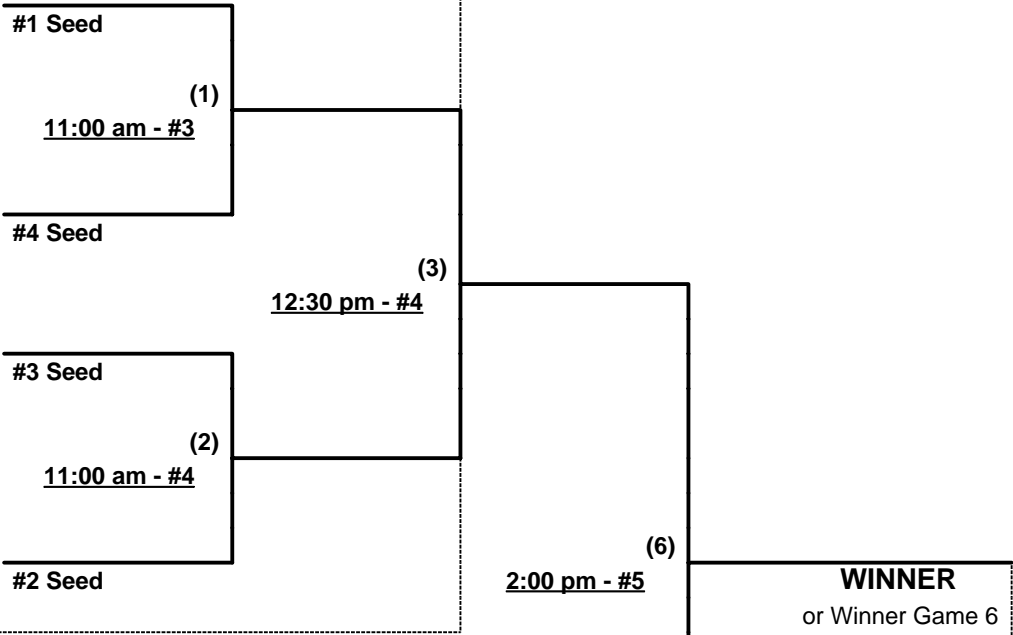 #1 Seed
(1)
11:00 am - #3
#4 Seed
(3)
12:30 pm - #4
#3 Seed
(2)
11:00 am - #4
(6)
2:00 pm - #5
#2 Seed
WINNER
or Winner Game 6